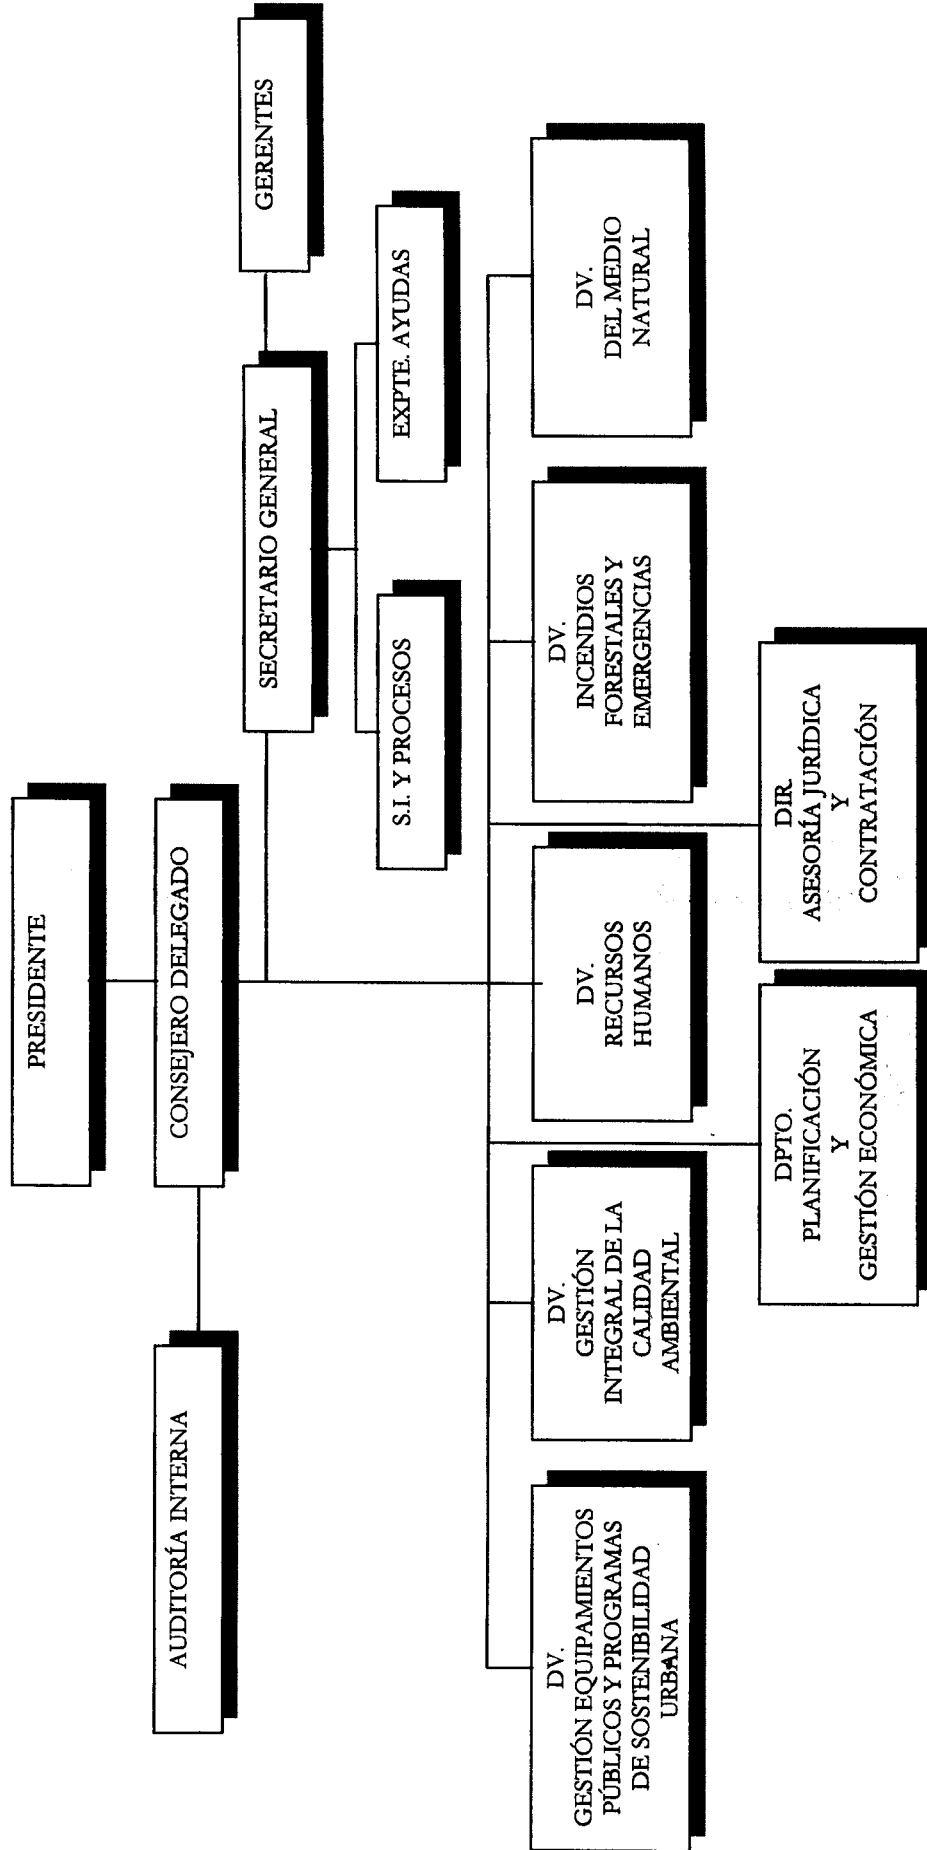 PRESIDENTE
CONSEJERO DELEGADO
AUDITORÍA INTERNA
SECRETARIO GENERAL
GERENTES
S.I. Y PROCESOS
EXPTE. AYUDAS
DV.
GESTIÓN EQUIPAMIENTOS
PÚBLICOS Y PROGRAMAS
DE SOSTENIBILIDAD
URBANA
DV.
GESTIÓN
INTEGRAL DE LA
CALIDAD
AMBIENTAL
DV.
RECURSOS
HUMANOS
DV.
INCENDIOS
FORESTALES Y
EMERGENCIAS
DV.
DEL MEDIO
NATURAL
DPTO.
PLANIFICACIÓN
Y
GESTIÓN ECONÓMICA
DIR.
ASESORÍA JURÍDICA
Y
CONTRATACIÓN